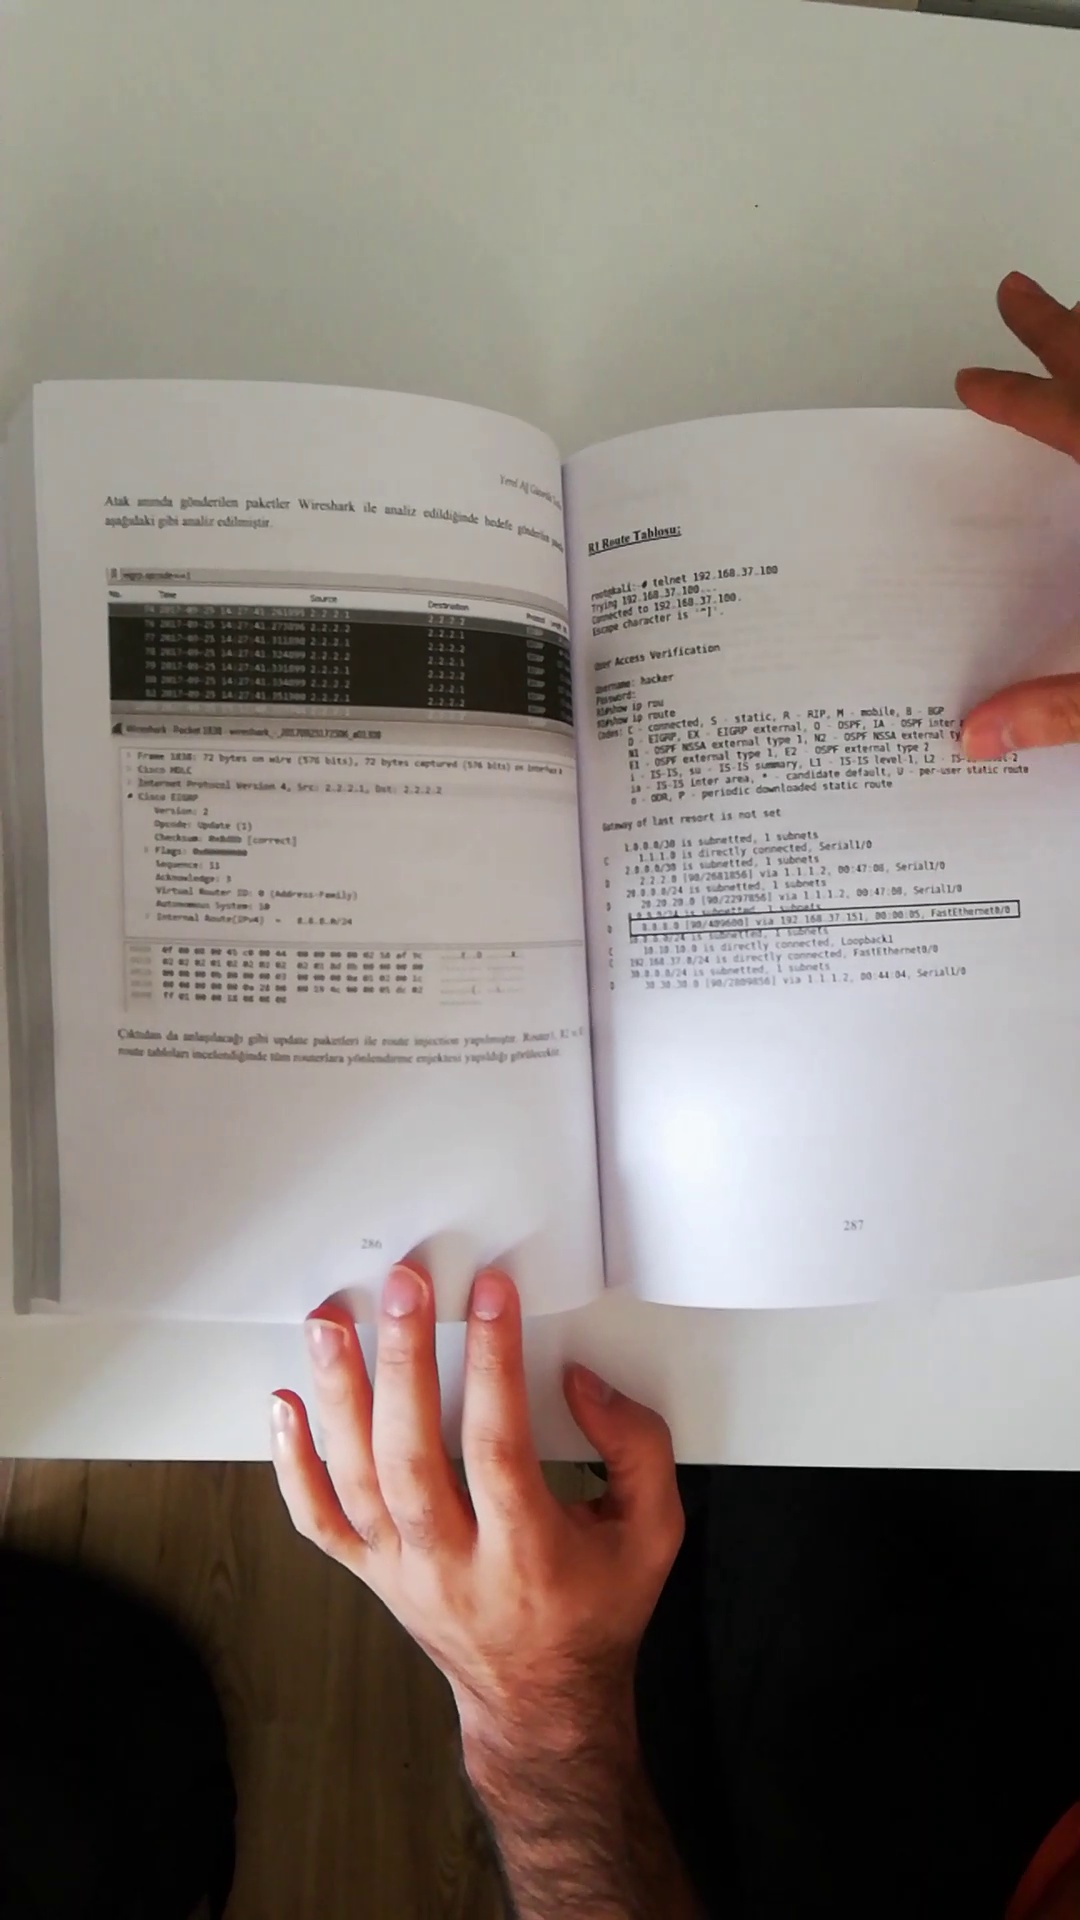 Yerel Ağ Güvenlik
Atak anında gönderilen paketler Wireshark ile analiz edildiğinde hedefe gönderilen
aşağıdaki gibi analiz edilmiştir.
eigrp.opcode==1
No. Time Source Destination Protocol
74 2017-09-25 14:27:41.261095 2.2.2.1 2.2.2.2
76 2017-09-25 14:27:41.273096 2.2.2.2 2.2.2.1
77 2017-09-25 14:27:41.311098 2.2.2.1 2.2.2.2
78 2017-09-25 14:27:41.324099 2.2.2.2 2.2.2.1
79 2017-09-25 14:27:41.331099 2.2.2.1 2.2.2.2
80 2017-09-25 14:27:41.334099 2.2.2.2 2.2.2.1
82 2017-09-25 14:27:41.351900 2.2.2.1 2.2.2.2
Wireshark · Packet 1838 ·
Frame 1838: 72 bytes on wire (576 bits), 72 bytes captured (576 bits) on interface
Cisco HDLC
Internet Protocol Version 4, Src: 2.2.2.1, Dst: 2.2.2.2
Cisco EIGRP
Version: 2
Opcode: Update (1)
Checksum: [correct]
Flags: 0x00000000
Sequence: 11
Acknowledge: 3
Virtual Router ID: 0 (Address-Family)
Autonomous System: 10
Internal Route(IPv4) = 8.8.8.0/24
Çıktıdan da anlaşılacağı gibi update paketleri ile route injection yapılmıştır. Router1,
route tabloları incelendiğinde tüm routerlara yönlendirme enjektesi yapıldığı görülecektir.
286
R1 Route Tablosu:
root@kali:~# telnet 192.168.37.100
Trying 192.168.37.100...
Connected to 192.168.37.100.
Escape character is '^]'.
User Access Verification
Username: hacker
Password:
R1#show ip rou
R1#show ip route
Codes: C - connected, S - static, R - RIP, M - mobile, B - BGP
D - EIGRP, EX - EIGRP external, O - OSPF, IA - OSPF inter
N1 - OSPF NSSA external type 1, N2 - OSPF NSSA external ty
E1 - OSPF external type 1, E2 - OSPF external type 2
i - IS-IS, su - IS-IS summary, L1 - IS-IS level-1, L2 - IS-IS level-2
ia - IS-IS inter area, * - candidate default, U - per-user static route
o - ODR, P - periodic downloaded static route
Gateway of last resort is not set
1.0.0.0/30 is subnetted, 1 subnets
C 1.1.1.0 is directly connected, Serial1/0
2.0.0.0/30 is subnetted, 1 subnets
D 2.2.2.0 [90/2681856] via 1.1.1.2, 00:47:08, Serial1/0
20.0.0.0/24 is subnetted, 1 subnets
D 20.20.20.0 [90/2297856] via 1.1.1.2, 00:47:08, Serial1/0
8.0.0.0/24 is subnetted, 1 subnets
D 8.8.8.0 [90/409600] via 192.168.37.151, 00:00:05, FastEthernet0/0
10.0.0.0/24 is subnetted, 1 subnets
C 10.10.10.0 is directly connected, Loopback1
C 192.168.37.0/24 is directly connected, FastEthernet0/0
30.0.0.0/24 is subnetted, 1 subnets
D 30.30.30.0 [90/2809856] via 1.1.1.2, 00:44:04, Serial1/0
287